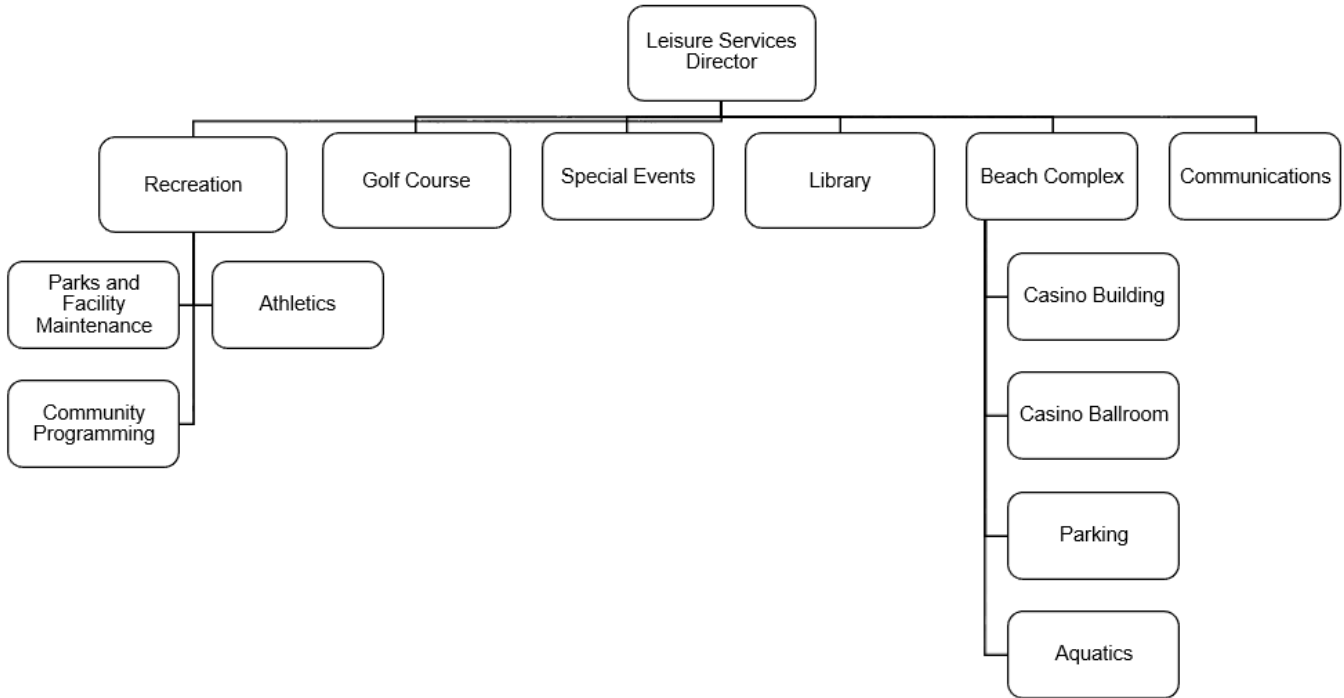 Leisure Services
Director
Recreation
Golf Course
Special Events
Library
Beach Complex
Communications
Parks and
Facility
Maintenance
Athletics
Community
Programming
Casino Building
Casino Ballroom
Parking
Aquatics